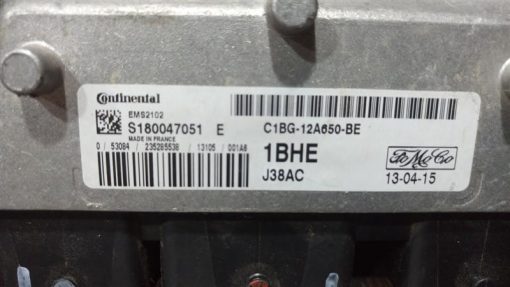 Continental
EMS2102
S180047051 E
MADE IN FRANCE
0 / 53084 / 235285538 / 13105 / 001A8
C1BG-12A650-BE
1BHE
J38AC
FoMoCo
13-04-15